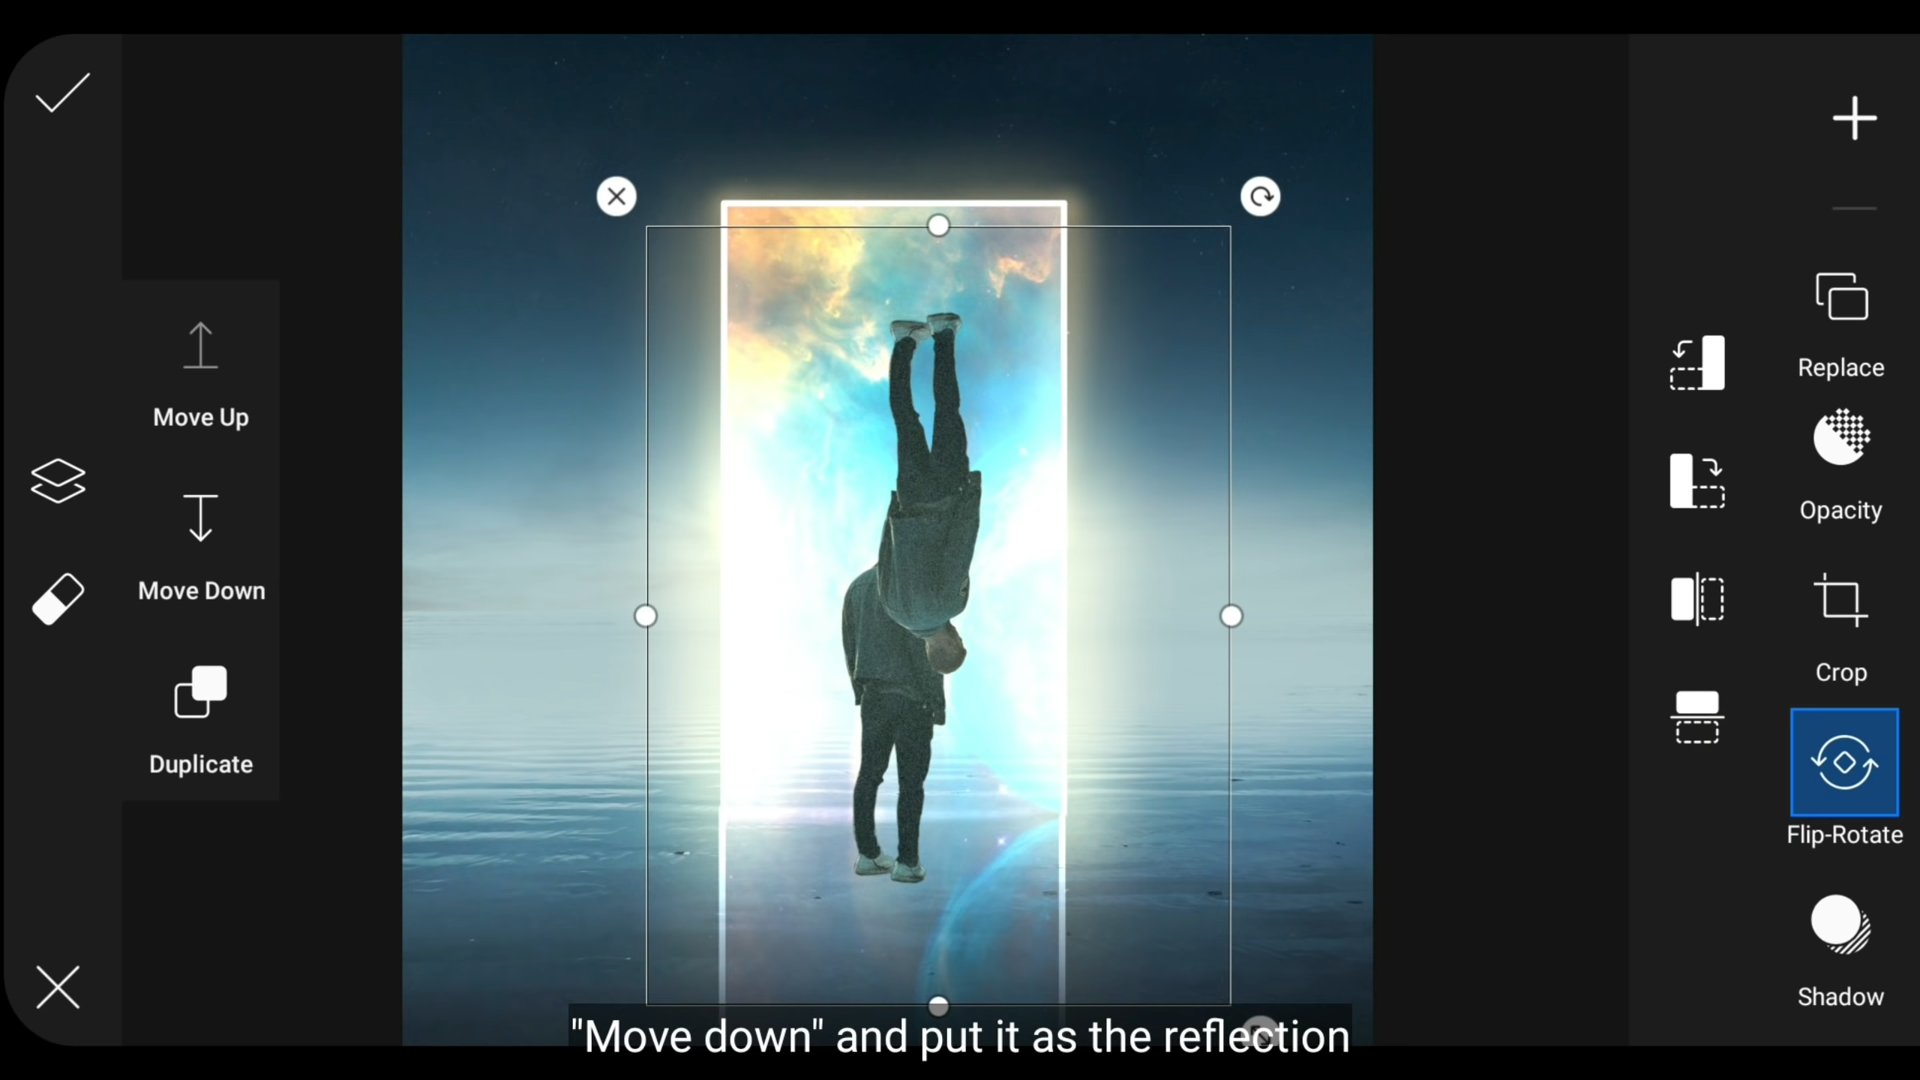 Move Up
Move Down
Duplicate
Replace
Opacity
Crop
Flip-Rotate
Shadow
"Move down" and put it as the reflection